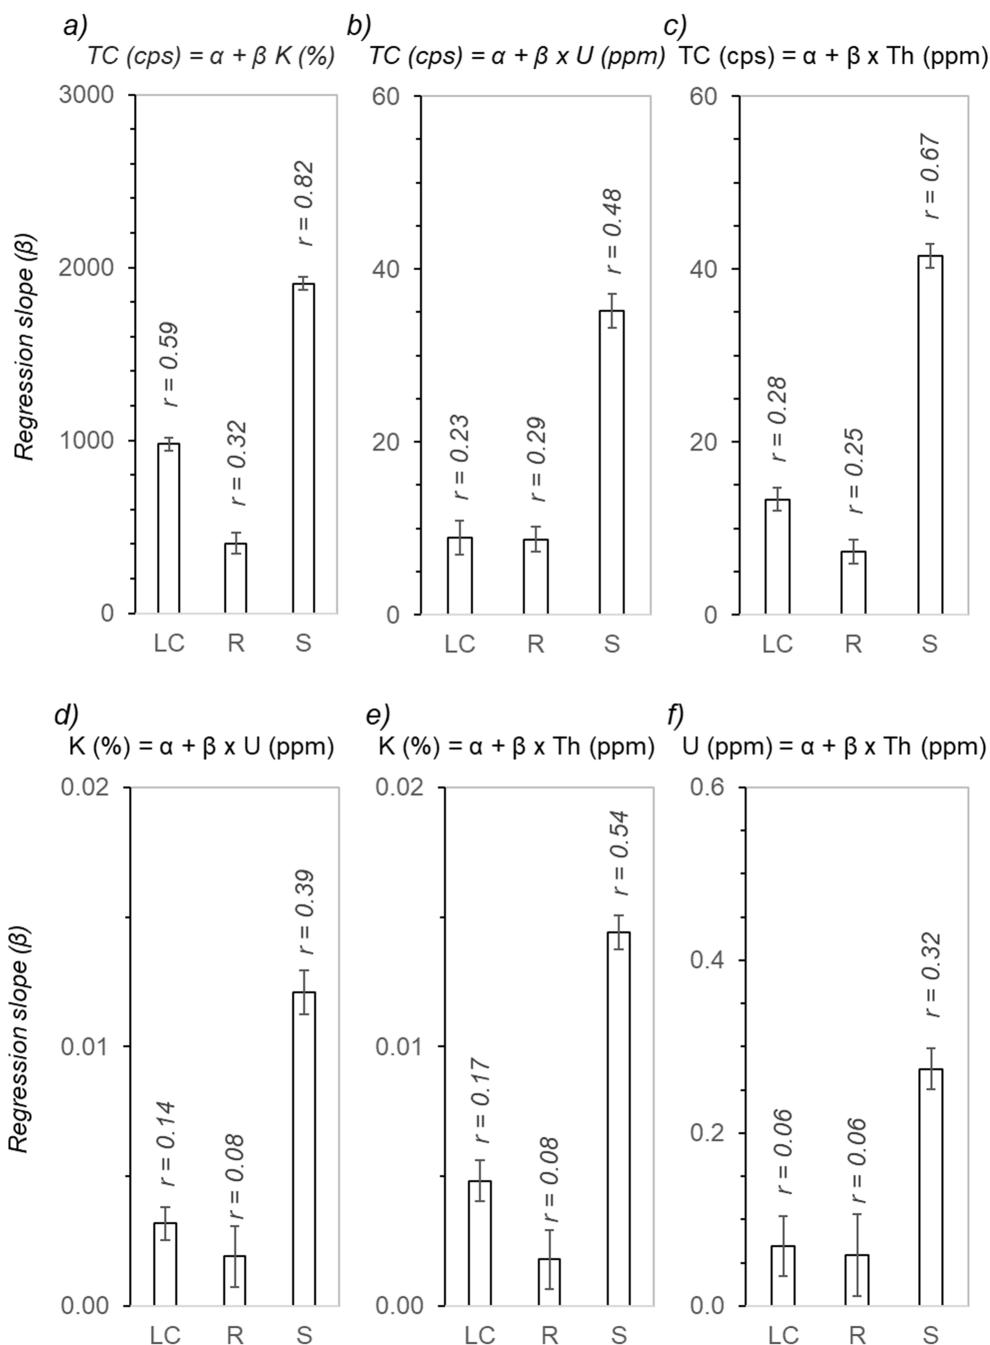 a)
TC (cps) = α + β K (%)
b)
TC (cps) = α + β x U (ppm)
c)
TC (cps) = α + β x Th (ppm)
Regression slope (β)
3000
2000
1000
0
r = 0.59
r = 0.32
r = 0.82
LC R S
60
40
20
0
r = 0.23
r = 0.29
r = 0.48
LC R S
60
40
20
0
r = 0.28
r = 0.25
r = 0.67
LC R S
d)
K (%) = α + β x U (ppm)
e)
K (%) = α + β x Th (ppm)
f)
U (ppm) = α + β x Th (ppm)
Regression slope (β)
0.02
0.01
0.00
r = 0.14
r = 0.08
r = 0.39
LC R S
0.02
0.01
0.00
r = 0.17
r = 0.08
r = 0.54
LC R S
0.6
0.4
0.2
0.0
r = 0.06
r = 0.06
r = 0.32
LC R S